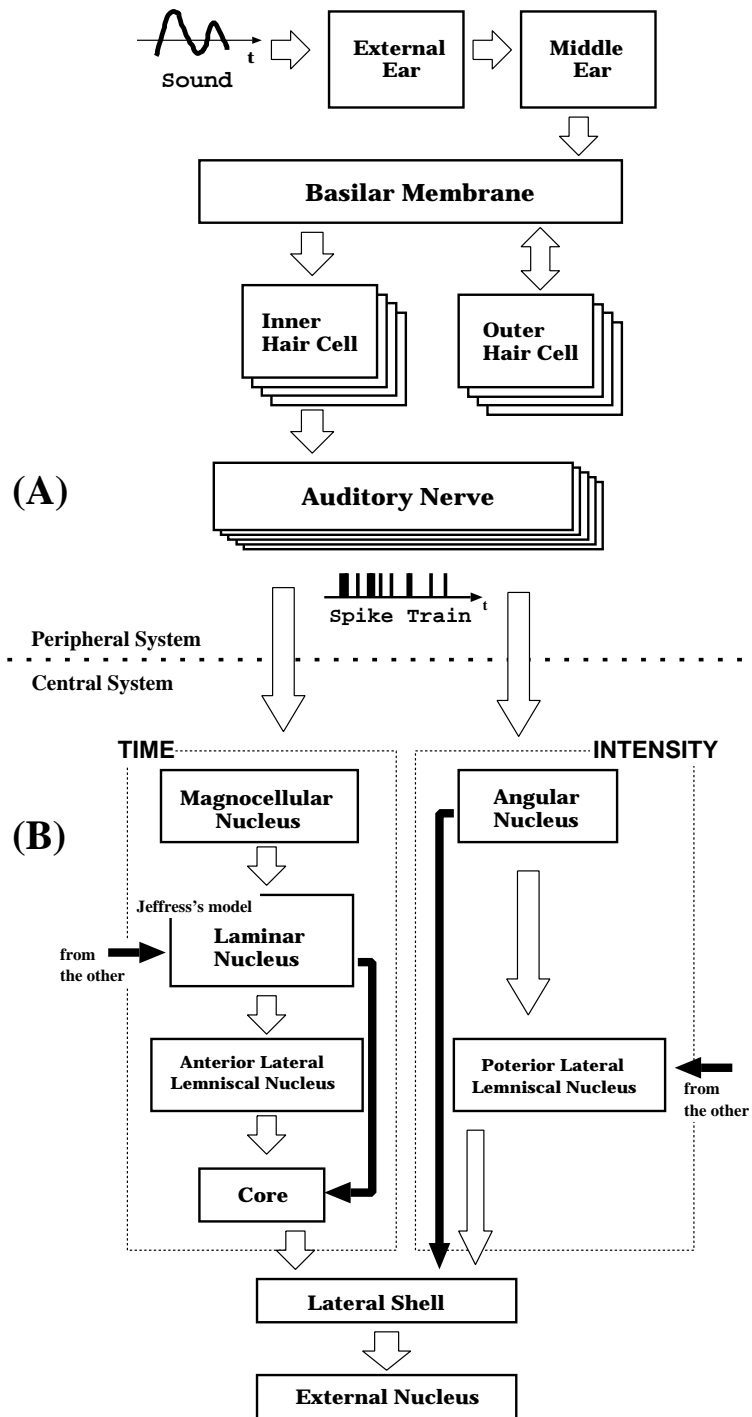 t
Sound
External
Ear
Middle
Ear
Basilar Membrane
Inner
Hair Cell
Outer
Hair Cell
(A)
Auditory Nerve
t
Spike Train
Peripheral System
Central System
TIME
INTENSITY
Magnocellular
Nucleus
Angular
Nucleus
(B)
Jeffress's model
Laminar
Nucleus
from
the other
Anterior Lateral
Lemniscal Nucleus
Poterior Lateral
Lemniscal Nucleus
from
the other
Core
Lateral Shell
External Nucleus